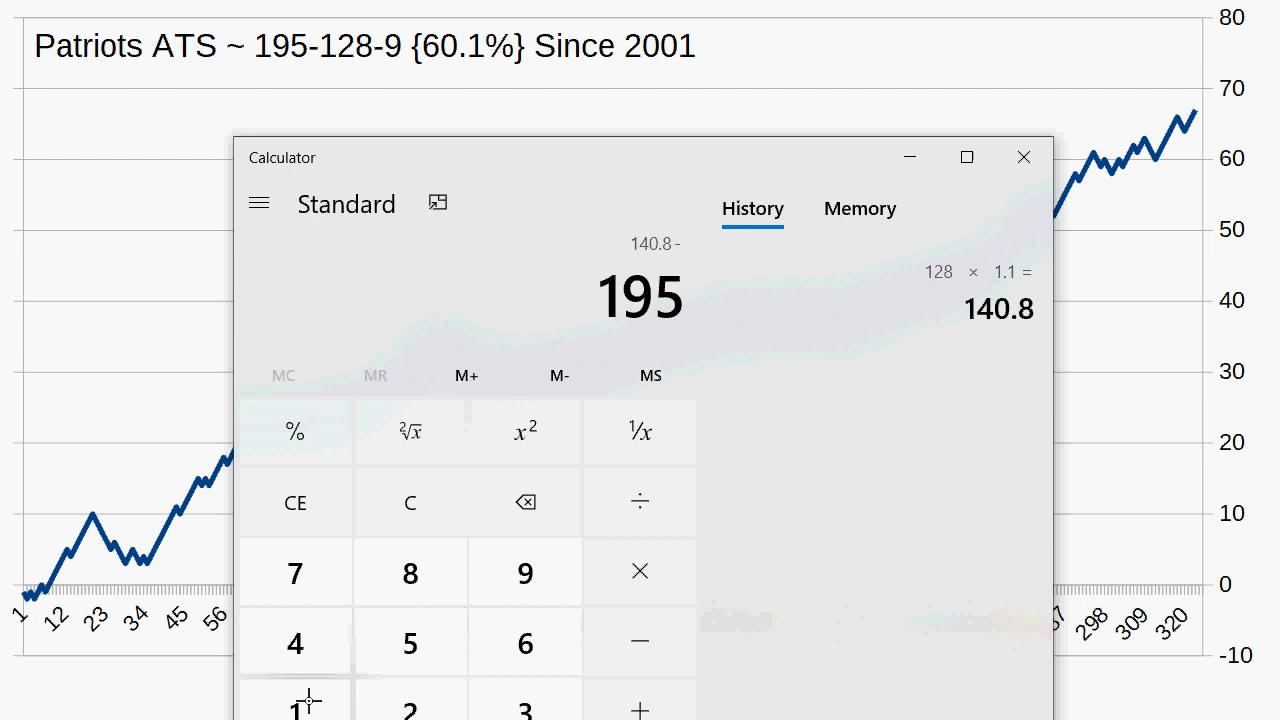 Patriots ATS ~ 195-128-9 {60.1%} Since 2001
80
70
60
50
40
30
20
10
0
-10
1
12
23
34
45
56
298
309
320
Calculator
Standard
History
Memory
140.8 -
195
128 × 1.1 =
140.8
MC MR M+ M- MS
% ²√x x² ¹/x
CE C ÷
7 8 9 ×
4 5 6 −
1 2 3 +